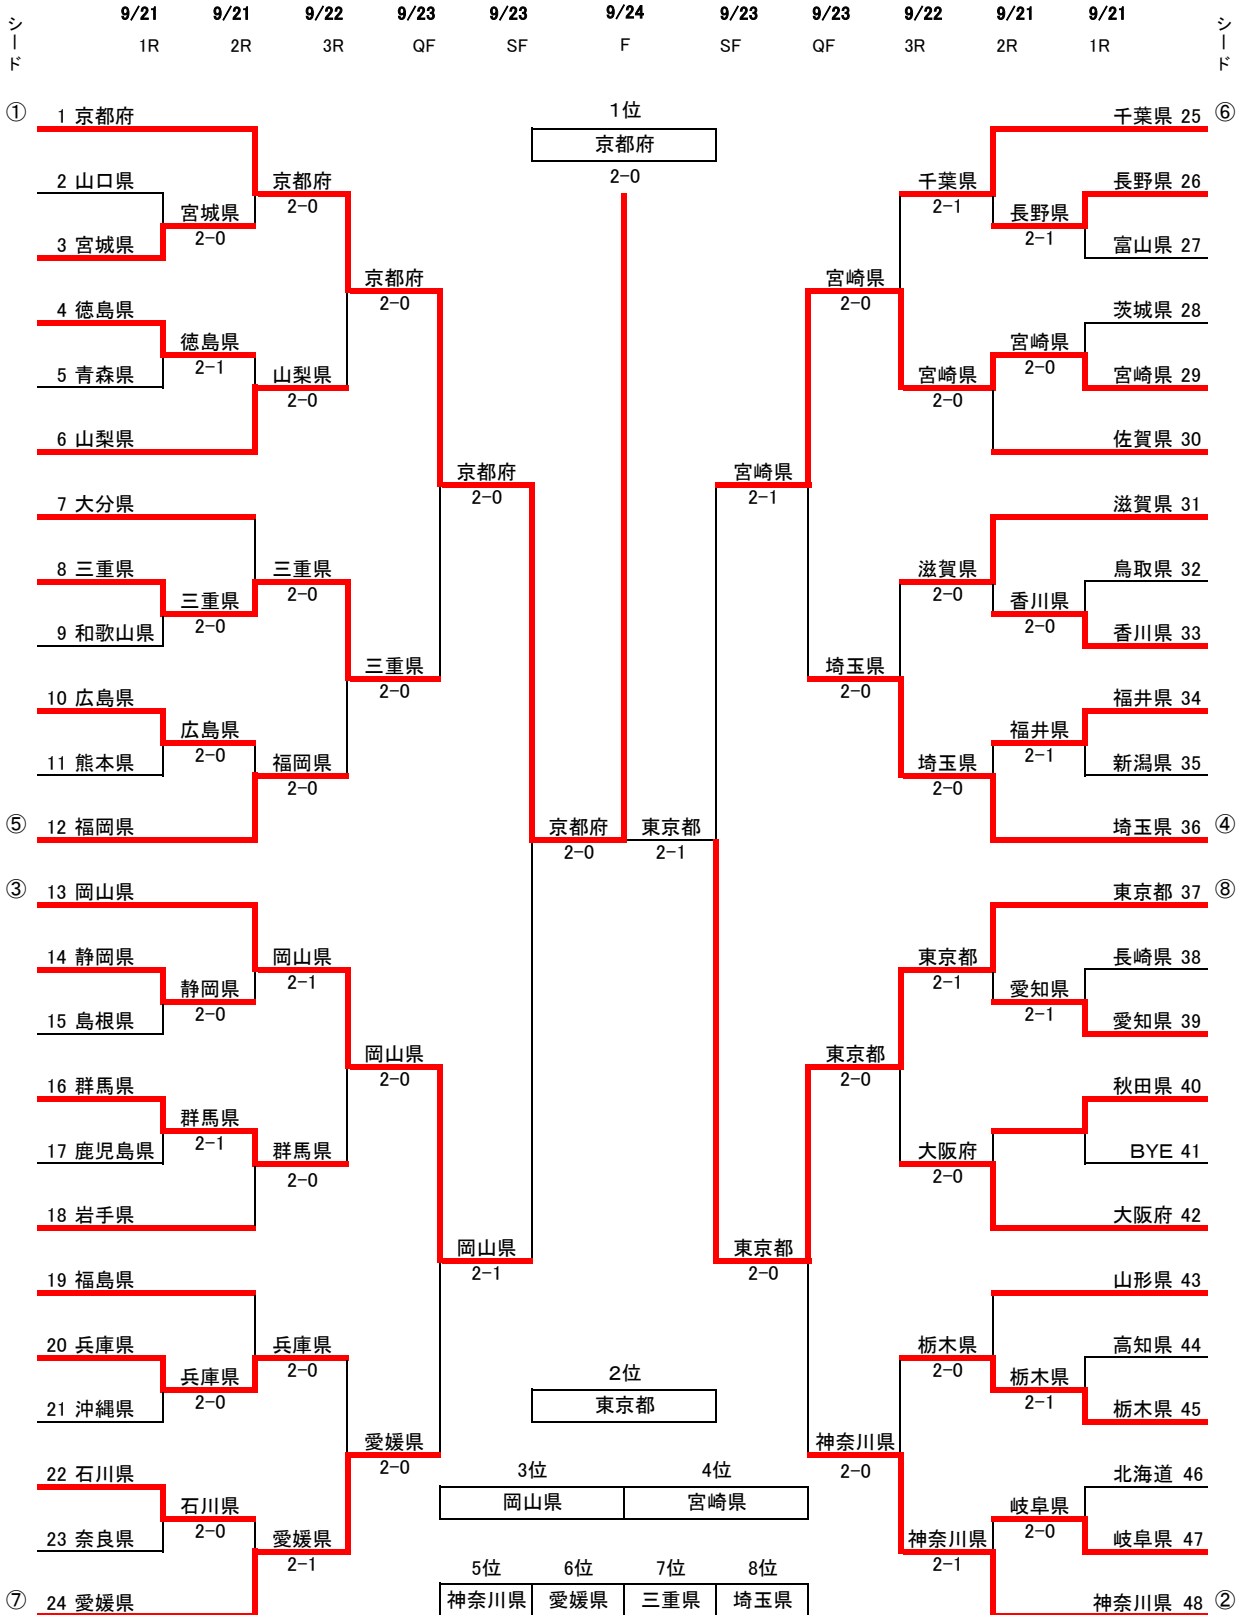 9/21 9/21 9/22 9/23 9/23 9/24 9/23 9/23 9/22 9/21 9/21
シード 1R 2R 3R QF SF F SF QF 3R 2R 1R シード
① 1 京都府
2 山口県
3 宮城県
4 徳島県
5 青森県
6 山梨県
7 大分県
8 三重県
9 和歌山県
10 広島県
11 熊本県
⑤ 12 福岡県
③ 13 岡山県
14 静岡県
15 島根県
16 群馬県
17 鹿児島県
18 岩手県
19 福島県
20 兵庫県
21 沖縄県
22 石川県
23 奈良県
⑦ 24 愛媛県
宮城県
2-0
徳島県
2-1
三重県
2-0
広島県
2-0
静岡県
2-0
群馬県
2-1
兵庫県
2-0
石川県
2-0
京都府
2-0
山梨県
2-0
三重県
2-0
福岡県
2-0
岡山県
2-1
群馬県
2-0
兵庫県
2-0
愛媛県
2-1
京都府
2-0
三重県
2-0
岡山県
2-0
愛媛県
2-0
京都府
2-0
岡山県
2-1
京都府
2-0
1位
京都府
2-0
東京都
2-1
2位
東京都
3位 4位
岡山県 宮崎県
5位 6位 7位 8位
神奈川県 愛媛県 三重県 埼玉県
宮崎県
2-1
東京都
2-0
宮崎県
2-0
埼玉県
2-0
東京都
2-0
神奈川県
2-0
千葉県
2-1
宮崎県
2-0
滋賀県
2-0
埼玉県
2-0
東京都
2-1
大阪府
2-0
栃木県
2-0
神奈川県
2-1
長野県
2-1
宮崎県
2-0
香川県
2-0
福井県
2-1
愛知県
2-1
栃木県
2-1
岐阜県
2-0
千葉県 25 ⑥
長野県 26
富山県 27
茨城県 28
宮崎県 29
佐賀県 30
滋賀県 31
鳥取県 32
香川県 33
福井県 34
新潟県 35
埼玉県 36 ④
東京都 37 ⑧
長崎県 38
愛知県 39
秋田県 40
BYE 41
大阪府 42
山形県 43
高知県 44
栃木県 45
北海道 46
岐阜県 47
神奈川県 48 ②